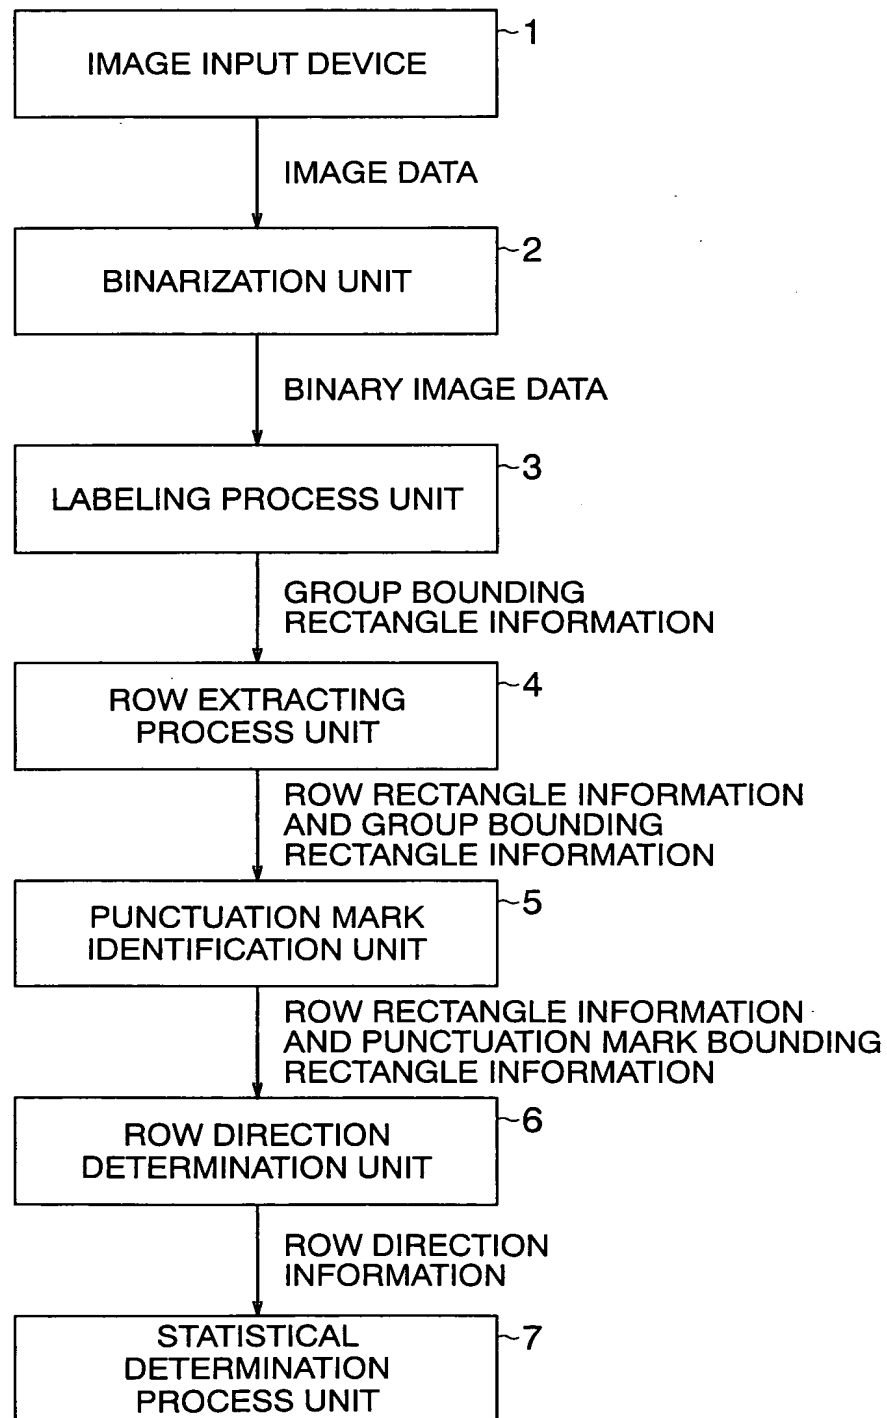 IMAGE INPUT DEVICE
~1
IMAGE DATA
BINARIZATION UNIT
~2
BINARY IMAGE DATA
LABELING PROCESS UNIT
~3
GROUP BOUNDING
RECTANGLE INFORMATION
ROW EXTRACTING
PROCESS UNIT
~4
ROW RECTANGLE INFORMATION
AND GROUP BOUNDING
RECTANGLE INFORMATION
PUNCTUATION MARK
IDENTIFICATION UNIT
~5
ROW RECTANGLE INFORMATION
AND PUNCTUATION MARK BOUNDING
RECTANGLE INFORMATION
ROW DIRECTION
DETERMINATION UNIT
~6
ROW DIRECTION
INFORMATION
STATISTICAL
DETERMINATION
PROCESS UNIT
~7